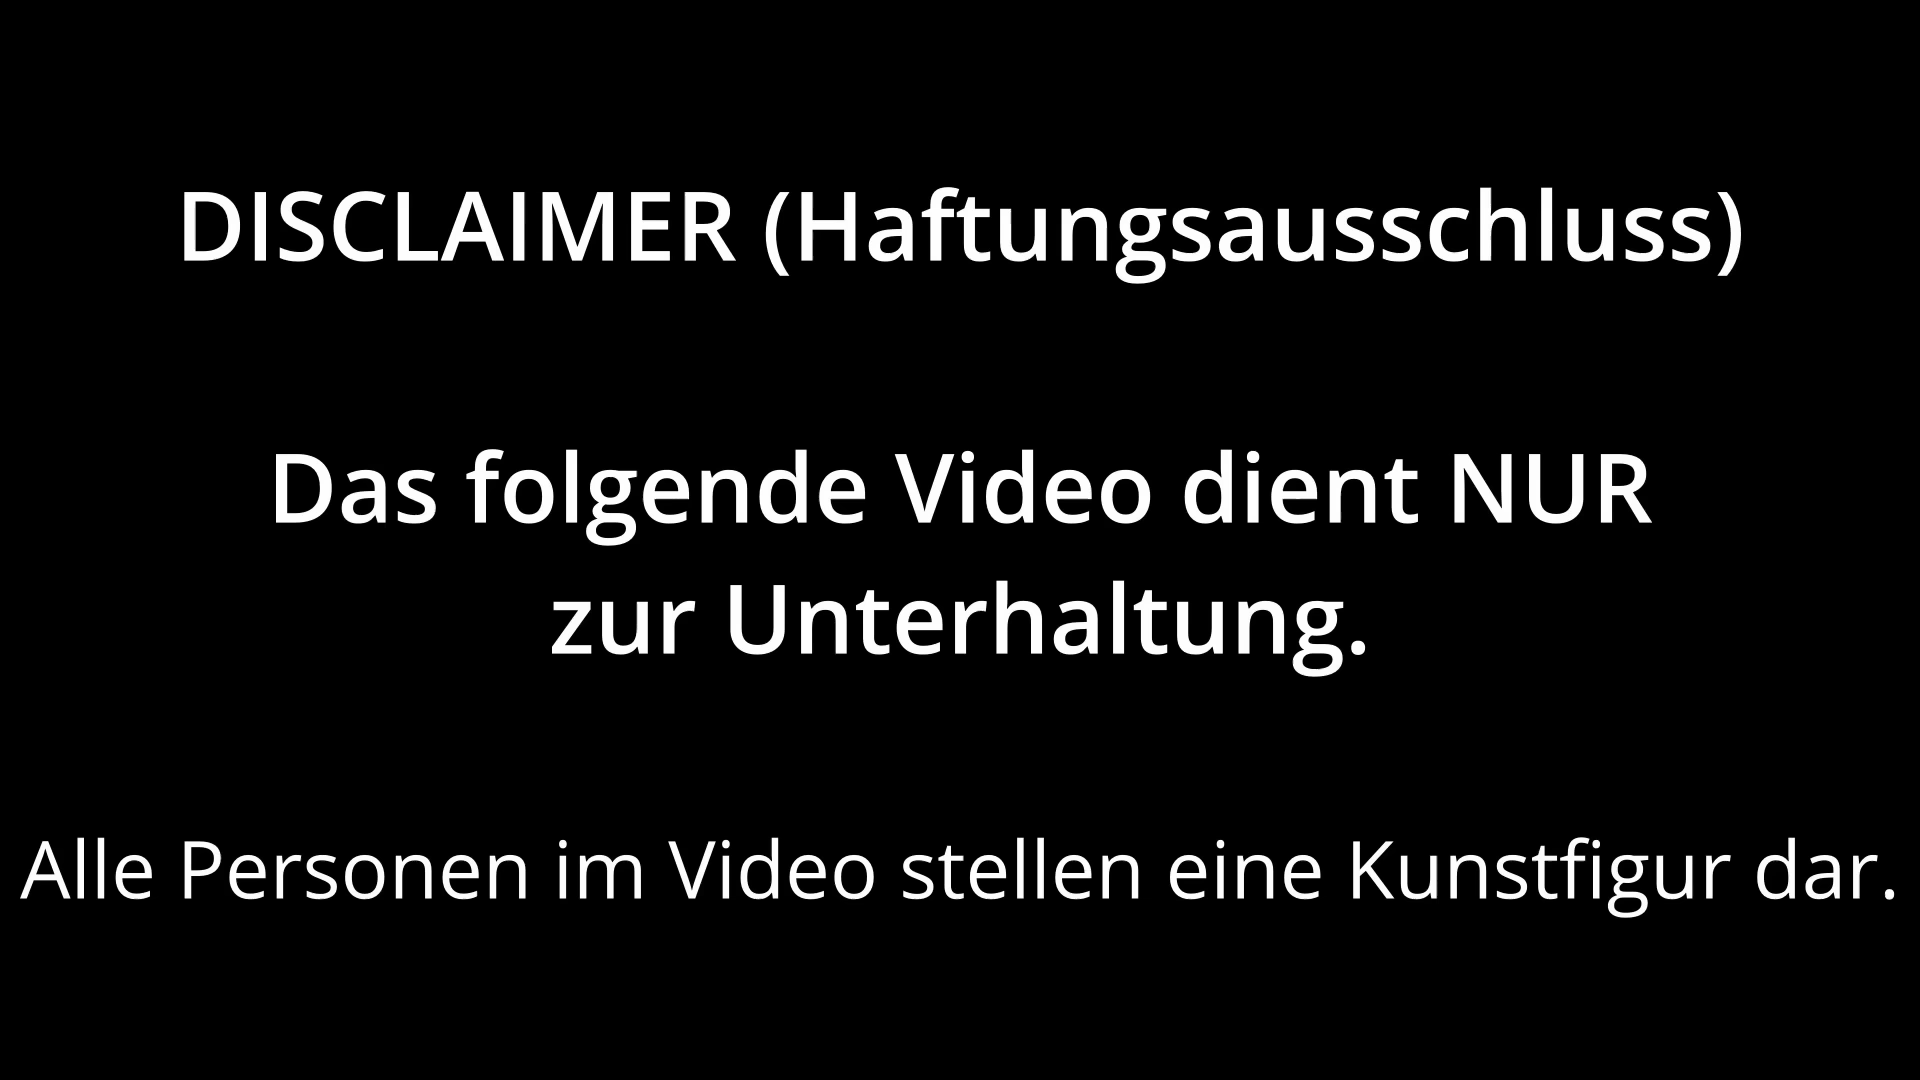 DISCLAIMER (Haftungsausschluss)
Das folgende Video dient NUR
zur Unterhaltung.
Alle Personen im Video stellen eine Kunstfigur dar.